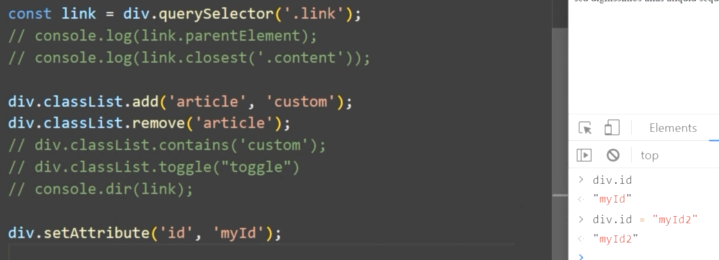 const link = div.querySelector('.link');
// console.log(link.parentElement);
// console.log(link.closest('.content'));
div.classList.add('article', 'custom');
div.classList.remove('article');
// div.classList.contains('custom');
// div.classList.toggle("toggle")
// console.dir(link);
div.setAttribute('id', 'myId');
Elements
top
> div.id
< "myId"
> div.id = "myId2"
< "myId2"
>